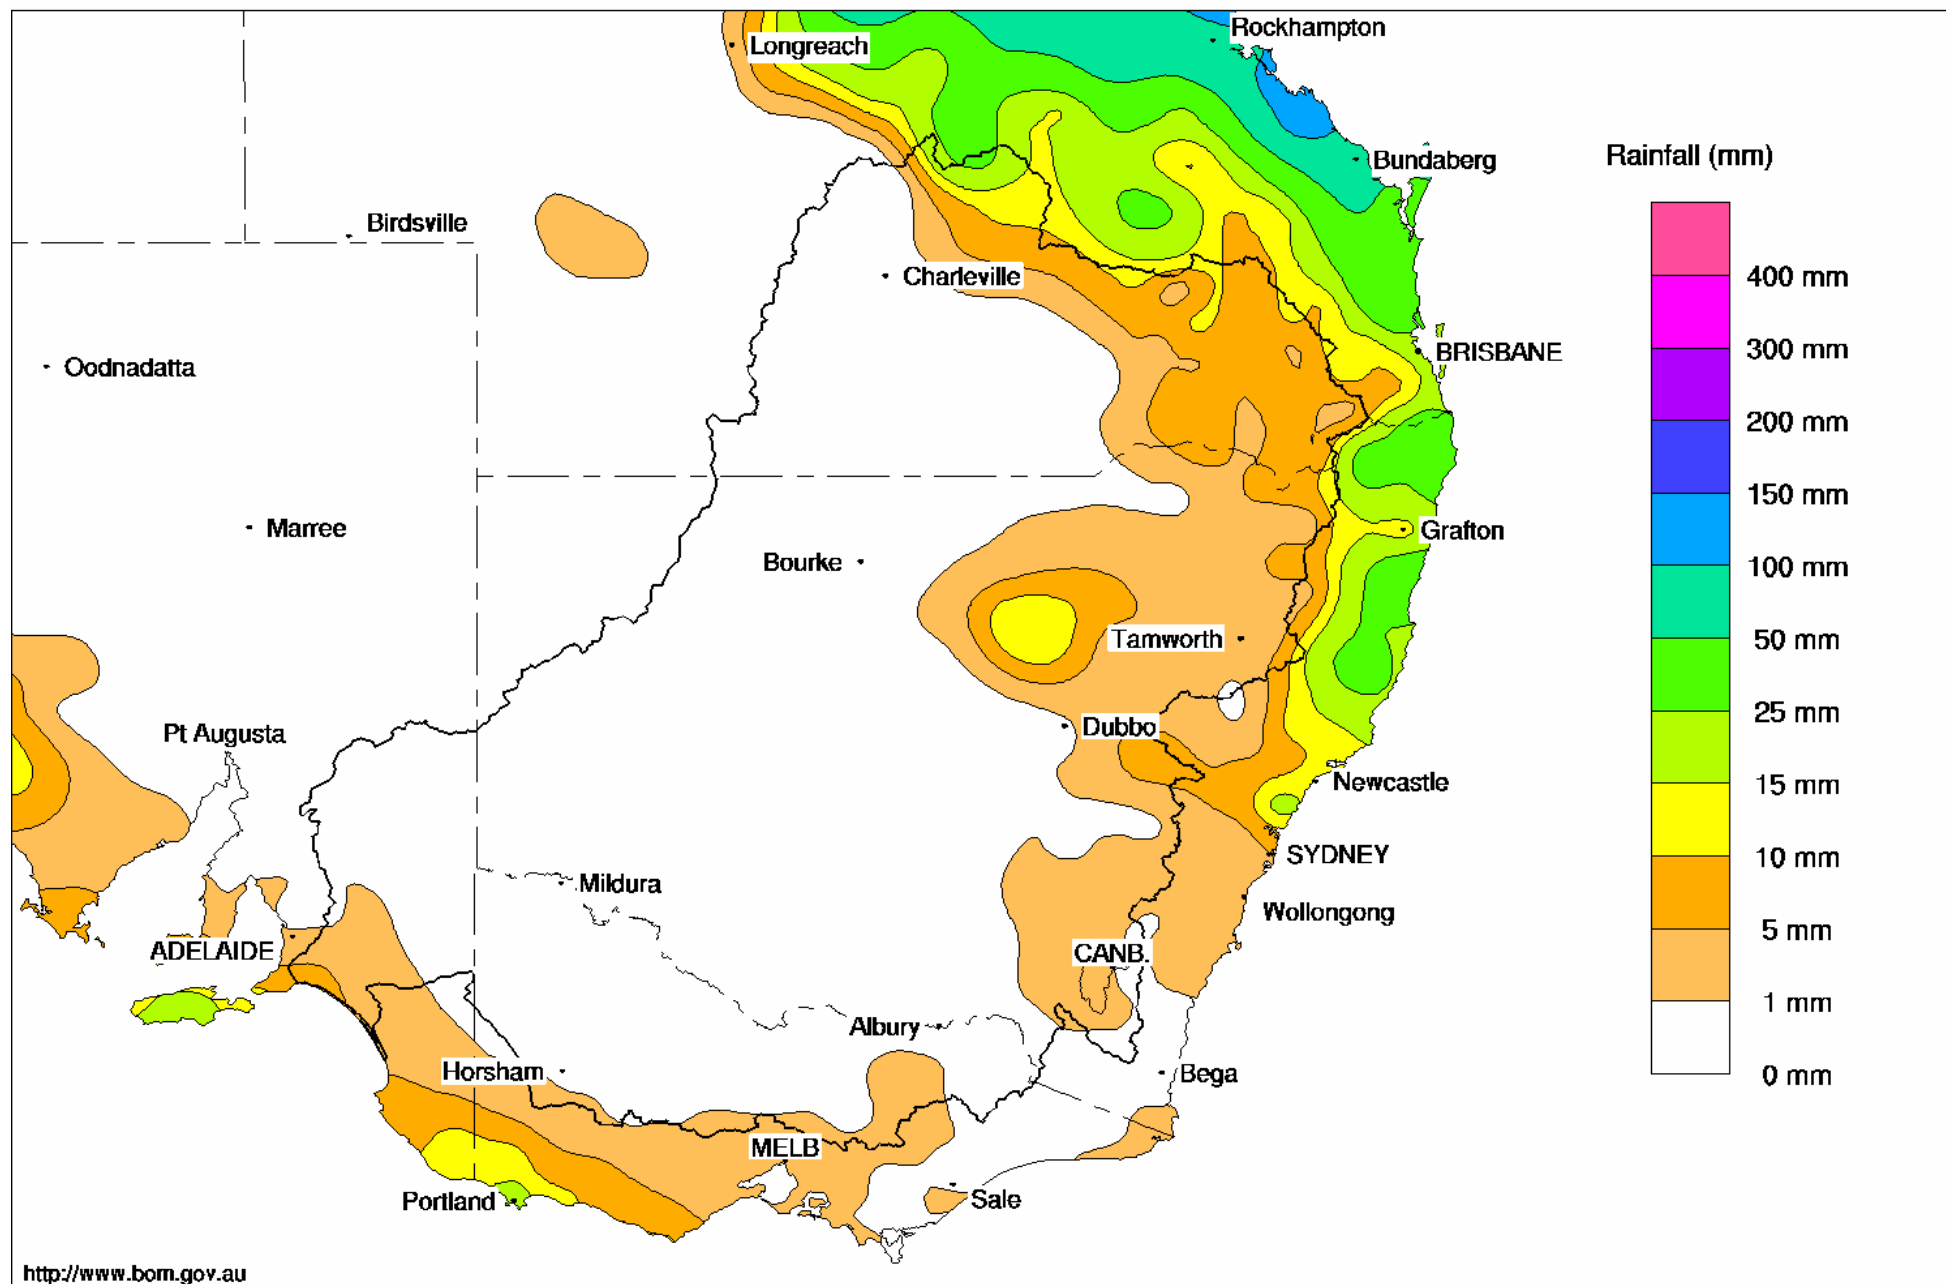 Rockhampton
Longreach
Bundaberg
Rainfall (mm)
Birdsville
Charleville
400 mm
BRISBANE
300 mm
Oodnadatta
200 mm
150 mm
Marree
Grafton
Bourke
100 mm
Tamworth
50 mm
Pt Augusta
Dubbo
25 mm
Newcastle
15 mm
SYDNEY
10 mm
Mildura
Wollongong
5 mm
ADELAIDE
CANB.
1 mm
Albury
Horsham
Bega
0 mm
MELB
Portland
Sale
http://www.bom.gov.au